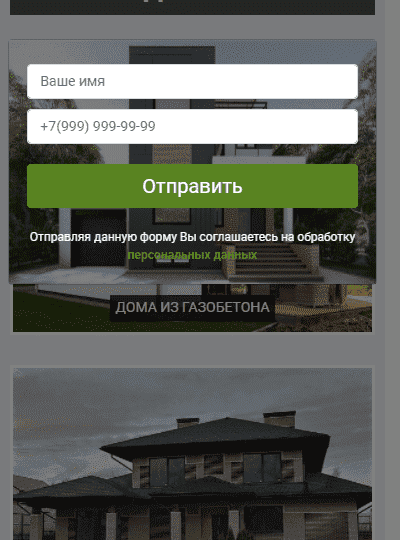 Ваше имя
+7(999) 999-99-99
Отправить
Отправляя данную форму Вы соглашаетесь на обработку
персональных данных
ДОМА ИЗ ГАЗОБЕТОНА